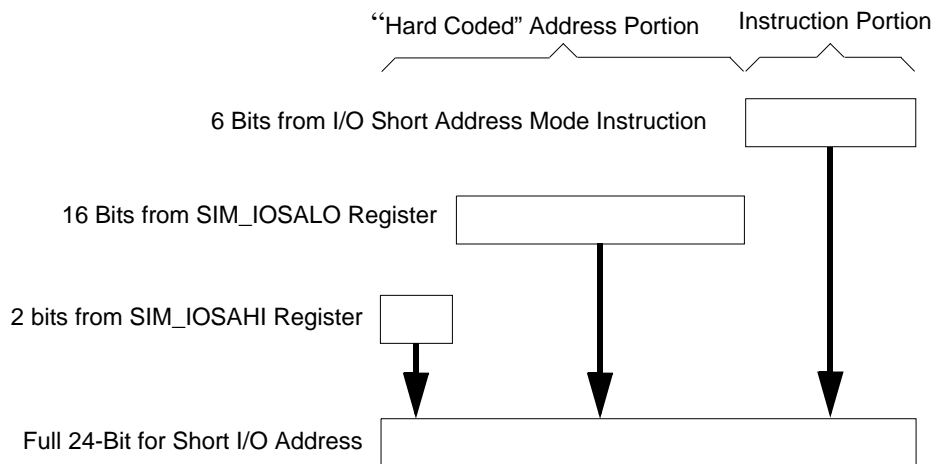 “Hard Coded” Address Portion
Instruction Portion
6 Bits from I/O Short Address Mode Instruction
16 Bits from SIM_IOSALO Register
2 bits from SIM_IOSAHI Register
Full 24-Bit for Short I/O Address